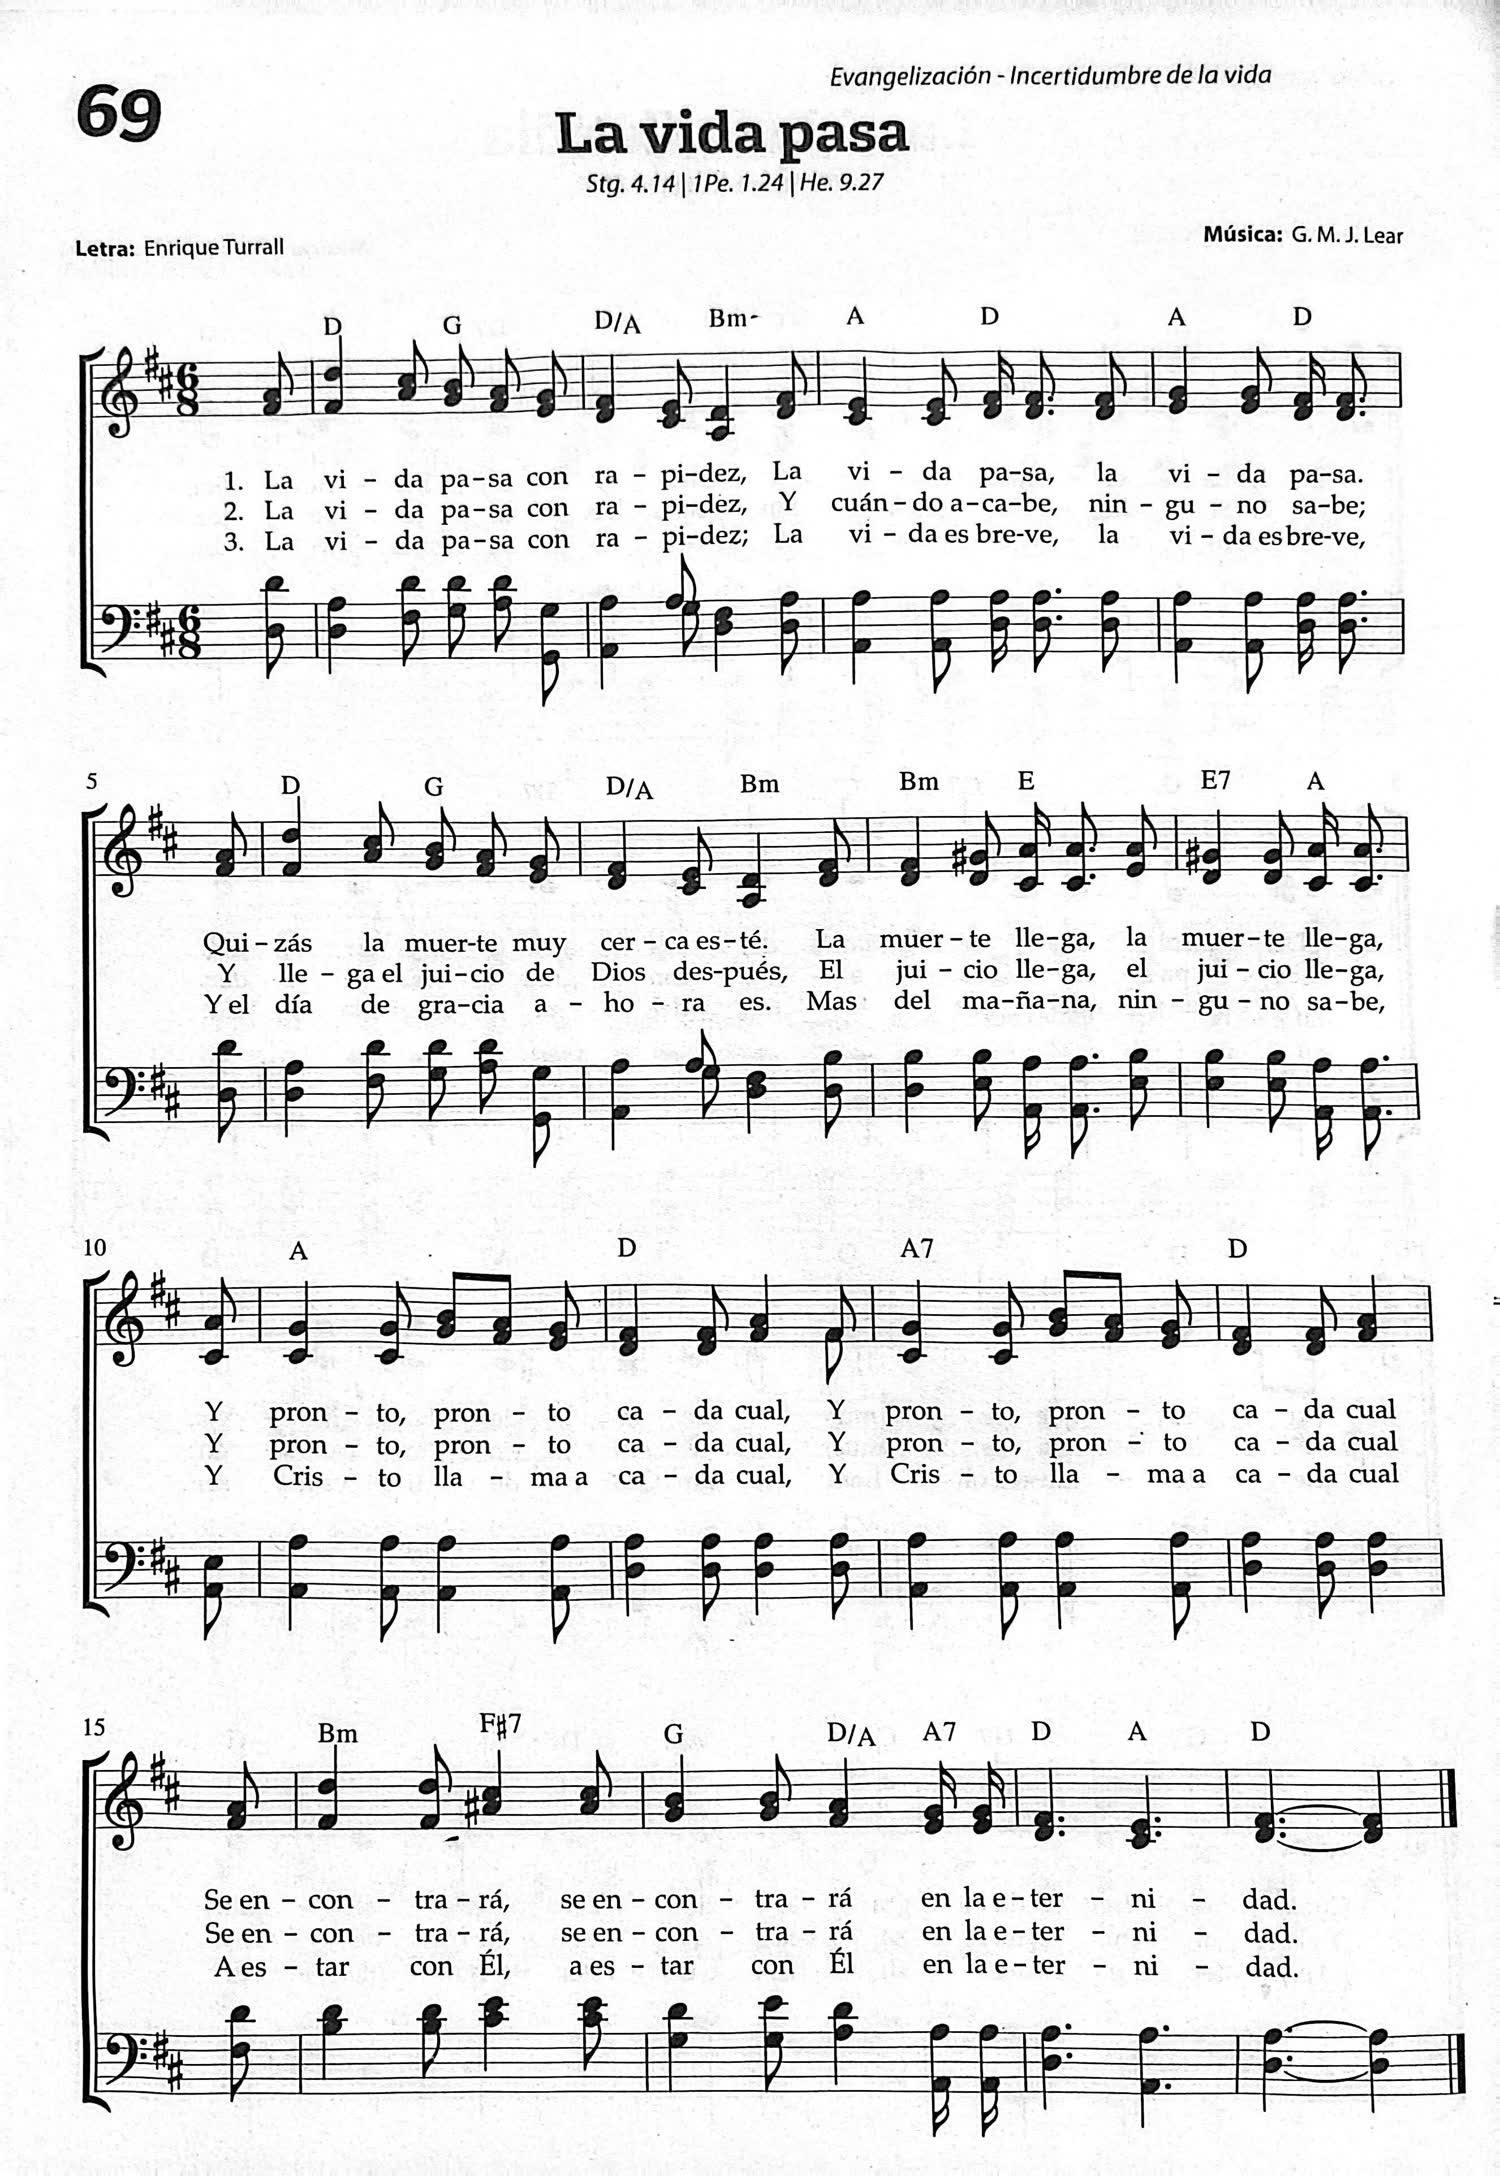 Evangelización - Incertidumbre de la vida
69
La vida pasa
Stg. 4.14 | 1Pe. 1.24 | He. 9.27
Letra: Enrique Turrall
Música: G. M. J. Lear
D G D/A Bm A D A D
6 8
1. La vi - da pa-sa con ra - pi-dez, La vi - da pa-sa, la vi - da pa-sa.
2. La vi - da pa-sa con ra - pi-dez, Y cuán-do a-ca-be, nin - gu - no sa-be;
3. La vi - da pa-sa con ra - pi-dez; La vi - da es bre-ve, la vi - da es bre-ve,
6 8
5
D G D/A Bm Bm E E7 A
Qui - zás la muer-te muy cer - ca es-té. La muer - te lle-ga, la muer-te lle-ga,
Y lle - ga el jui-cio de Dios des-pués, El jui - cio lle-ga, el jui - cio lle-ga,
Y el día de gra-cia a - ho - ra es. Mas del ma-ña-na, nin - gu - no sa-be,
10
A D A7 D
Y pron - to, pron - to ca - da cual, Y pron - to, pron - to ca - da cual
Y pron - to, pron - to ca - da cual, Y pron - to, pron - to ca - da cual
Y Cris - to lla - ma a ca - da cual, Y Cris - to lla - ma a ca - da cual
15
Bm F#7 G D/A A7 D A D
Se en - con - tra - rá, se en - con - tra - rá en la e - ter - ni - dad.
Se en - con - tra - rá, se en - con - tra - rá en la e - ter - ni - dad.
A es - tar con Él, a es - tar con Él en la e - ter - ni - dad.